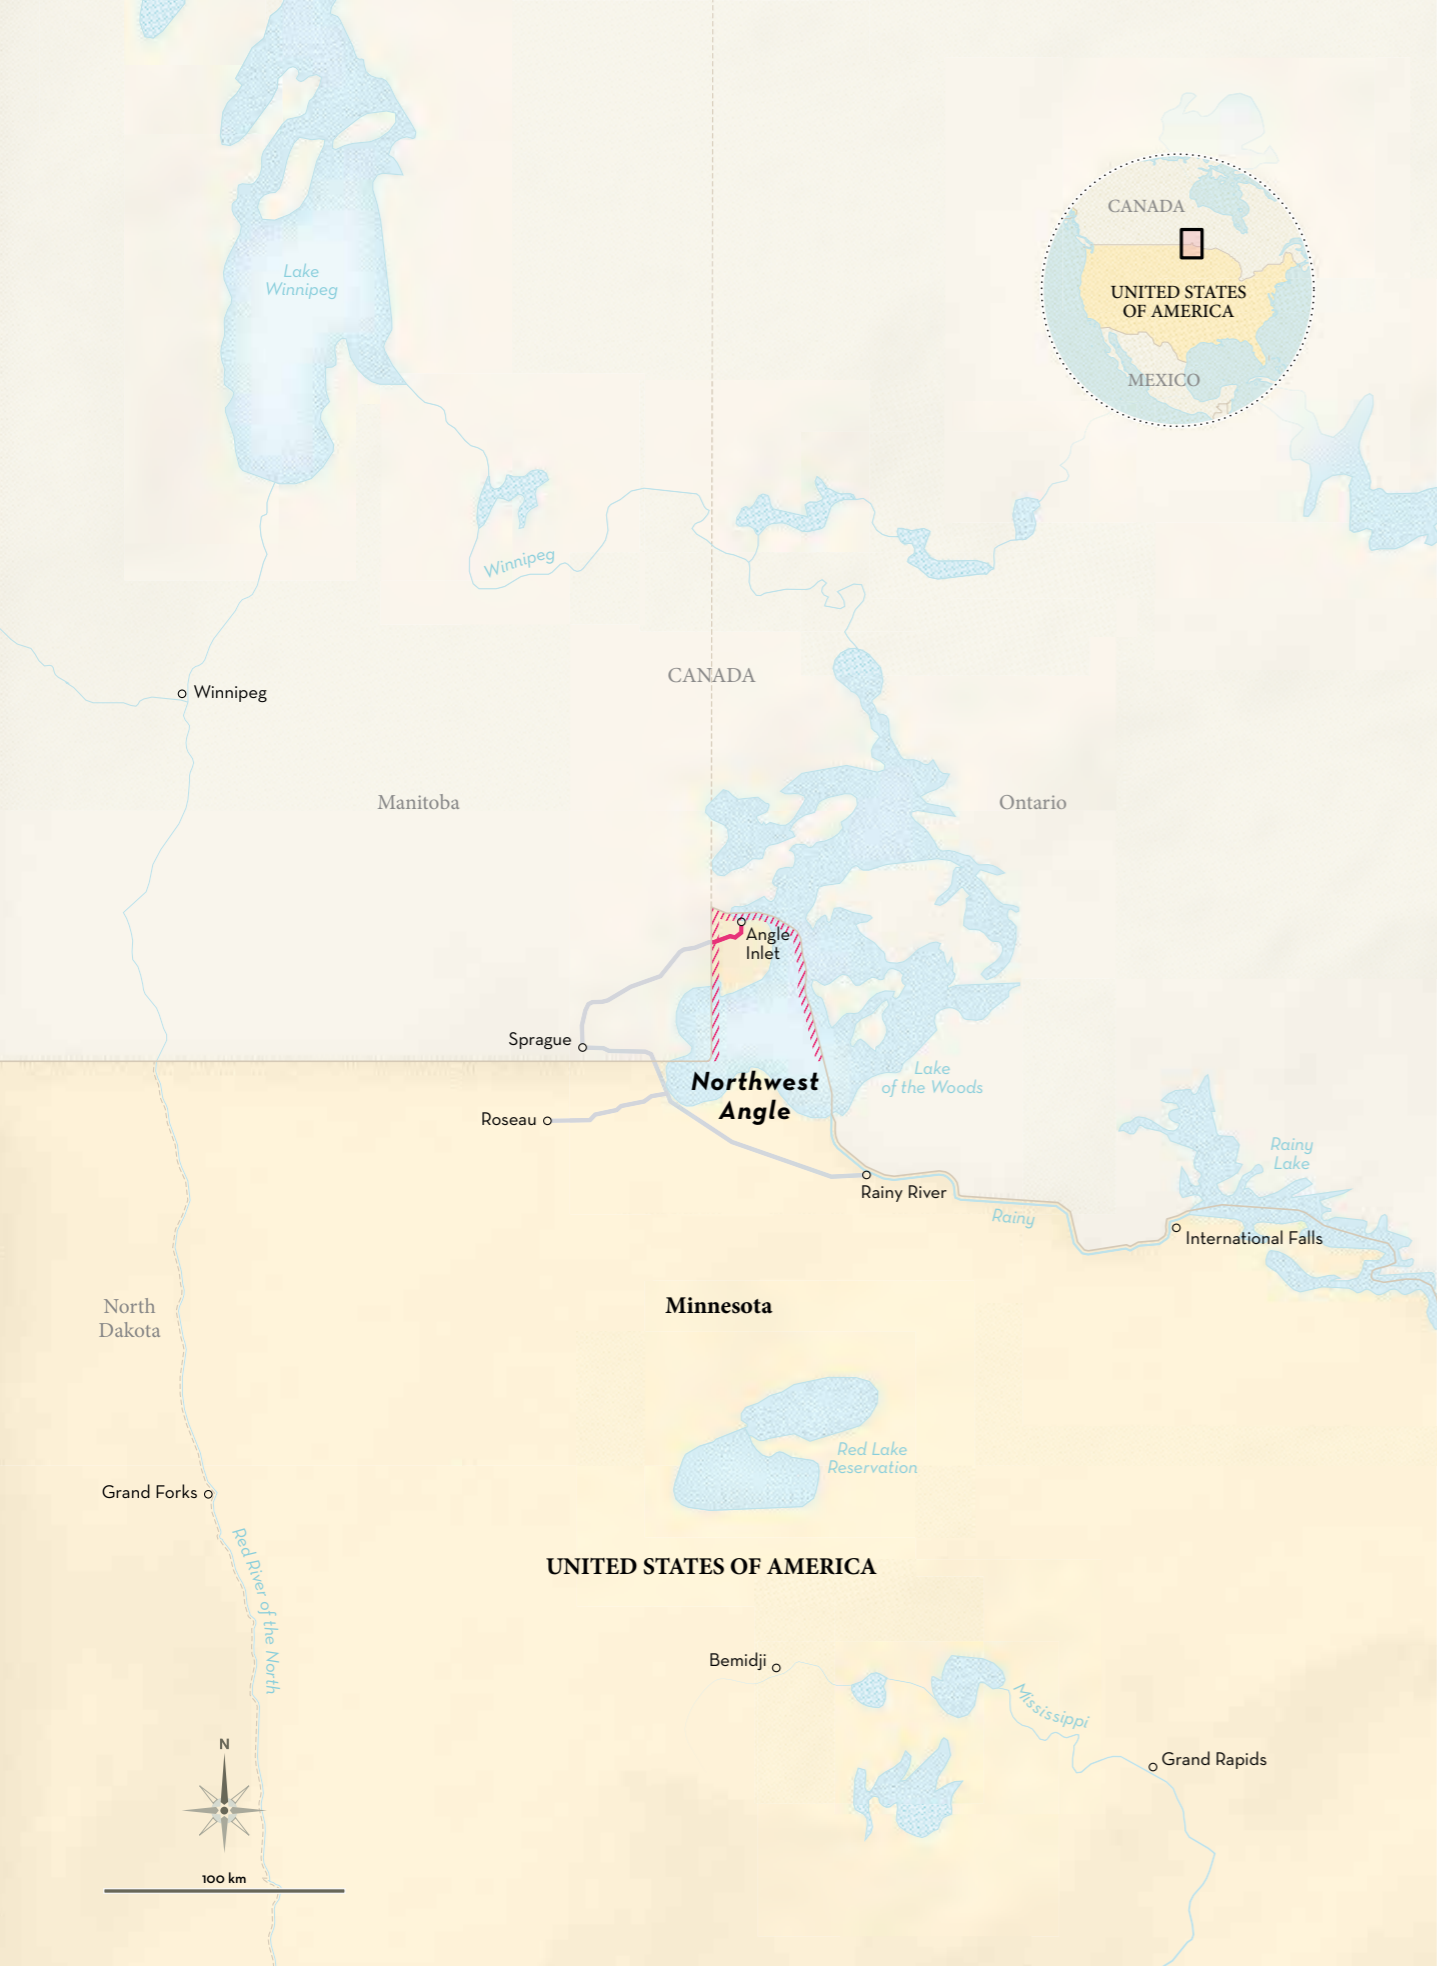 CANADA
UNITED STATES
OF AMERICA
MEXICO
Lake
Winnipeg
Winnipeg
CANADA
Winnipeg
Manitoba
Ontario
Angle
Inlet
Sprague
Lake
of the Woods
Northwest
Angle
Roseau
Rainy
Lake
Rainy River
Rainy
International Falls
North
Dakota
Minnesota
Red Lake
Reservation
Grand Forks
Red River of the North
UNITED STATES OF AMERICA
Bemidji
Mississippi
Grand Rapids
N
100 km